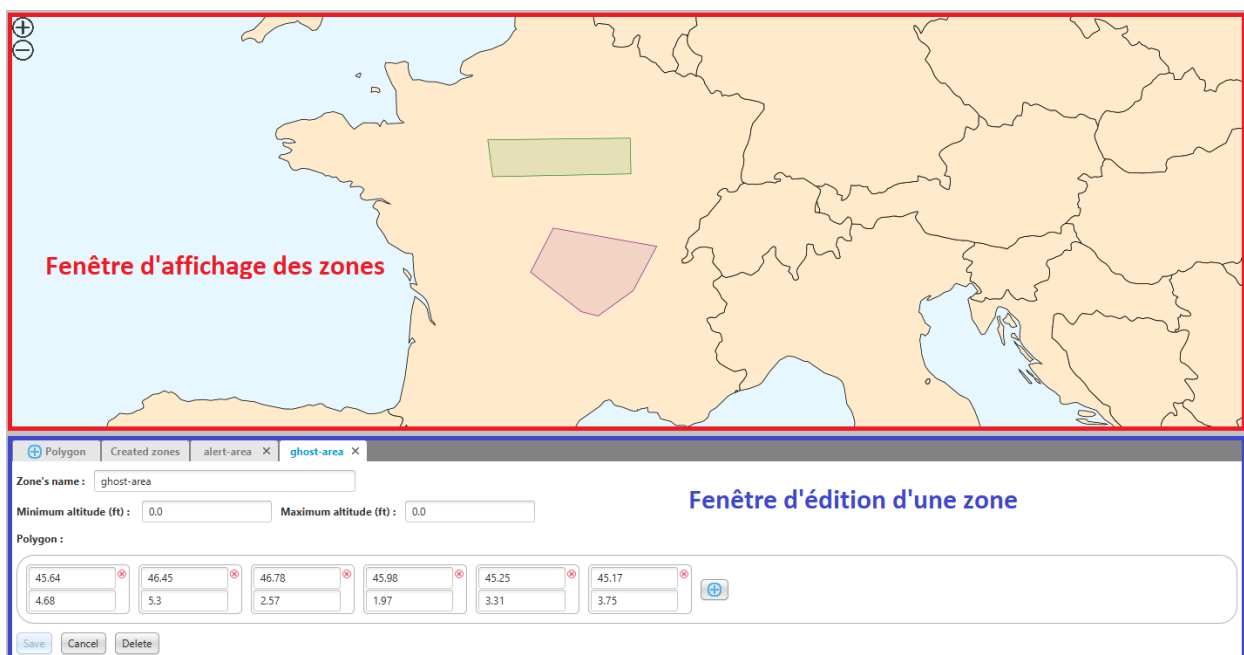 Fenêtre d'affichage des zones
Polygon Created zones alert-area ghost-area
Zone's name : ghost-area
Fenêtre d'édition d'une zone
Minimum altitude (ft) : 0.0 Maximum altitude (ft) : 0.0
Polygon :
45.64 46.45 46.78 45.98 45.25 45.17
4.68 5.3 2.57 1.97 3.31 3.75
Save Cancel Delete